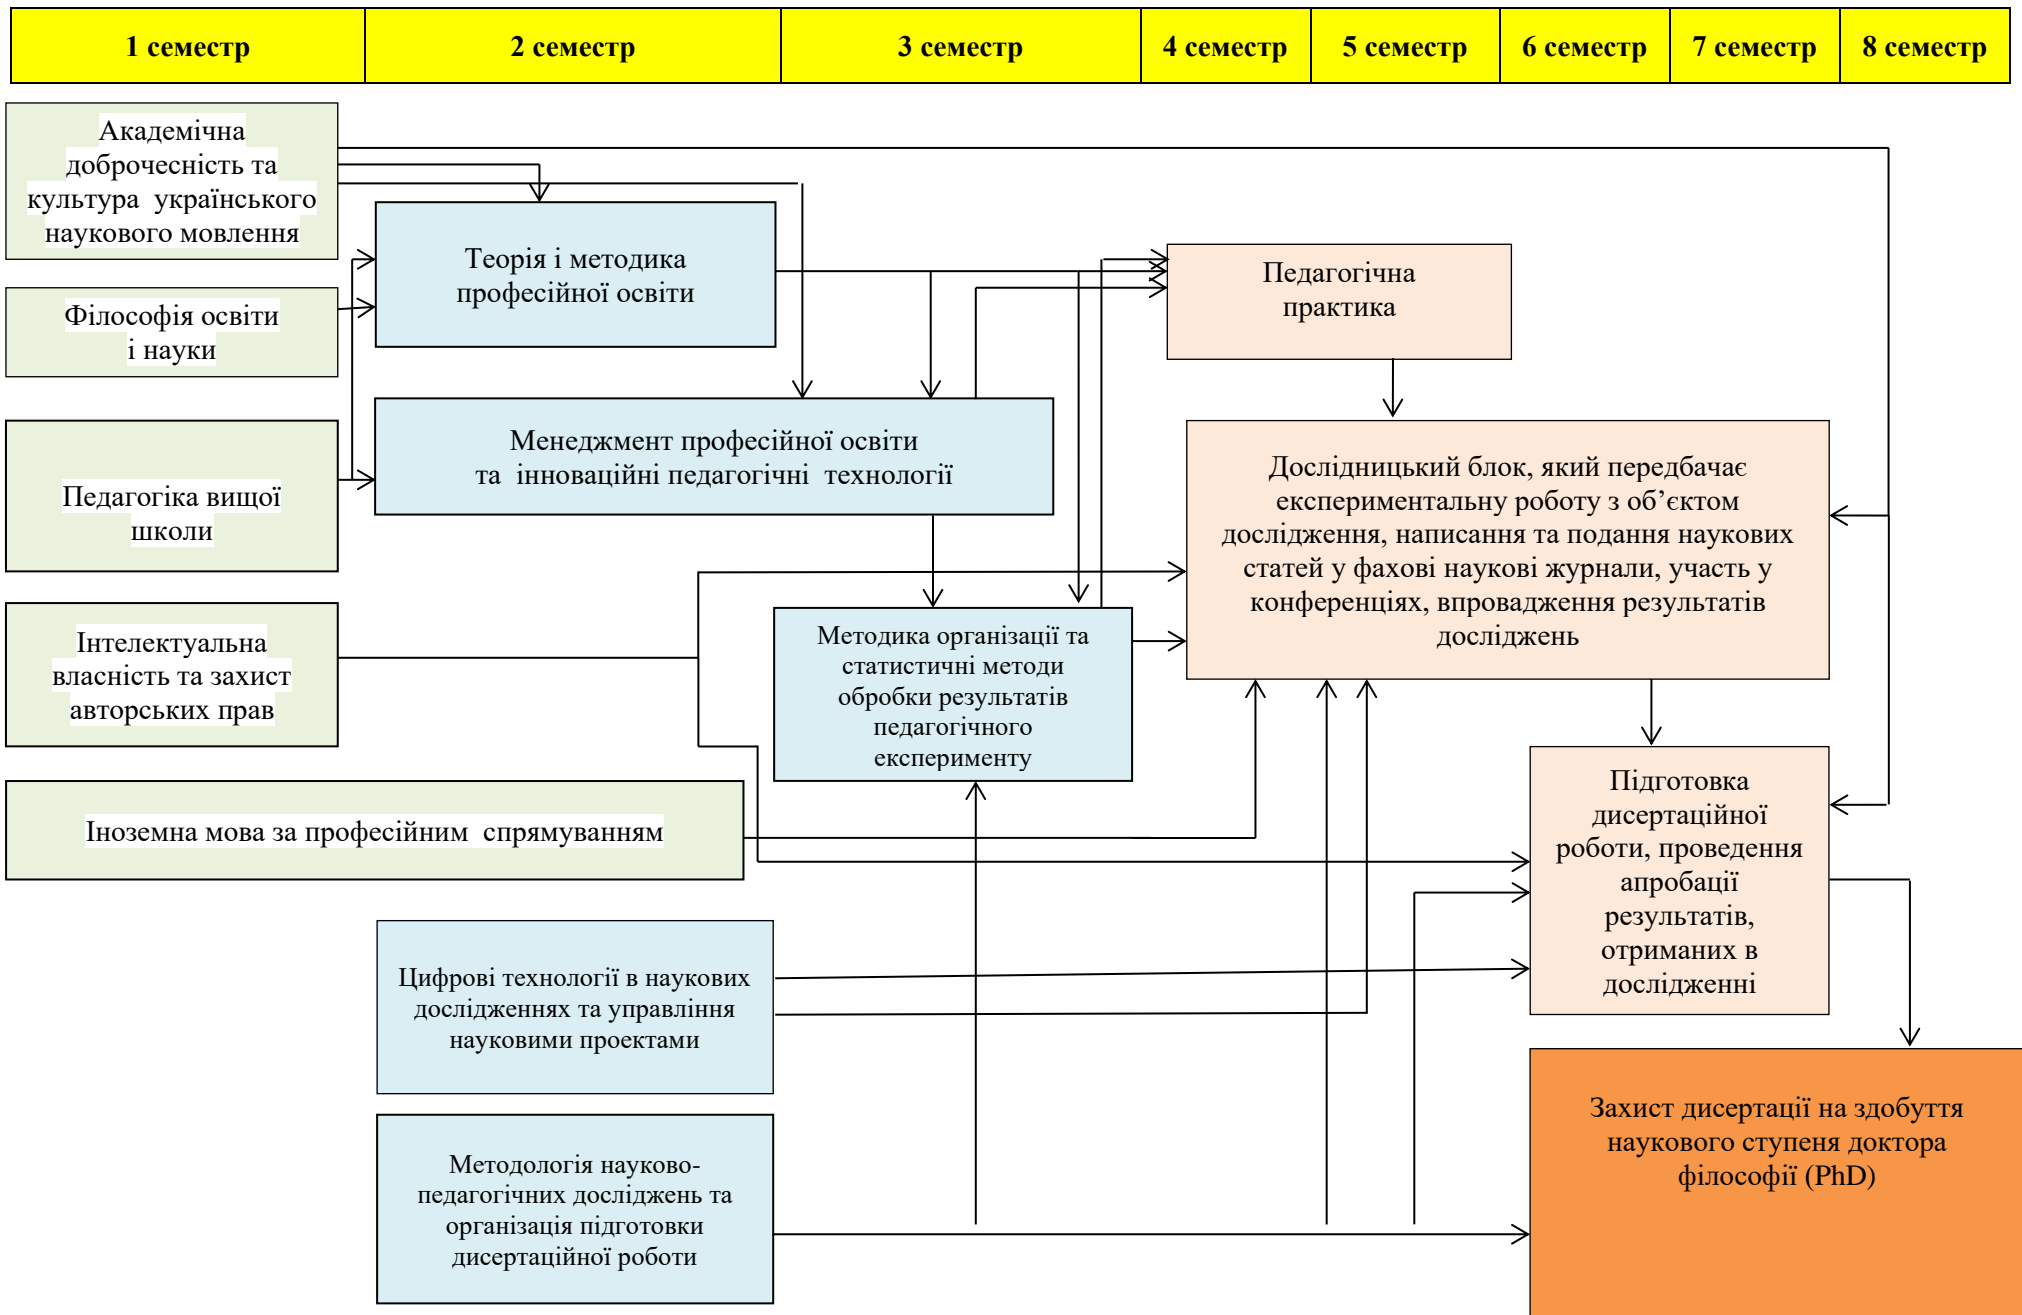 1 семестр
2 семестр
3 семестр
4 семестр
5 семестр
6 семестр
7 семестр
8 семестр
Академічна
доброчесність та
культура українського
наукового мовлення
Теорія і методика
професійної освіти
Педагогічна
практика
Філософія освіти
і науки
Менеджмент професійної освіти
та інноваційні педагогічні технології
Педагогіка вищої
школи
Дослідницький блок, який передбачає
експериментальну роботу з об’єктом
дослідження, написання та подання наукових
статей у фахові наукові журнали, участь у
конференціях, впровадження результатів
досліджень
Інтелектуальна
власність та захист
авторських прав
Методика організації та
статистичні методи
обробки результатів
педагогічного
експерименту
Іноземна мова за професійним спрямуванням
Підготовка
дисертаційної
роботи, проведення
апробації
результатів,
отриманих в
дослідженні
Цифрові технології в наукових
дослідженнях та управління
науковими проектами
Методологія науково-
педагогічних досліджень та
організація підготовки
дисертаційної роботи
Захист дисертації на здобуття
наукового ступеня доктора
філософії (PhD)